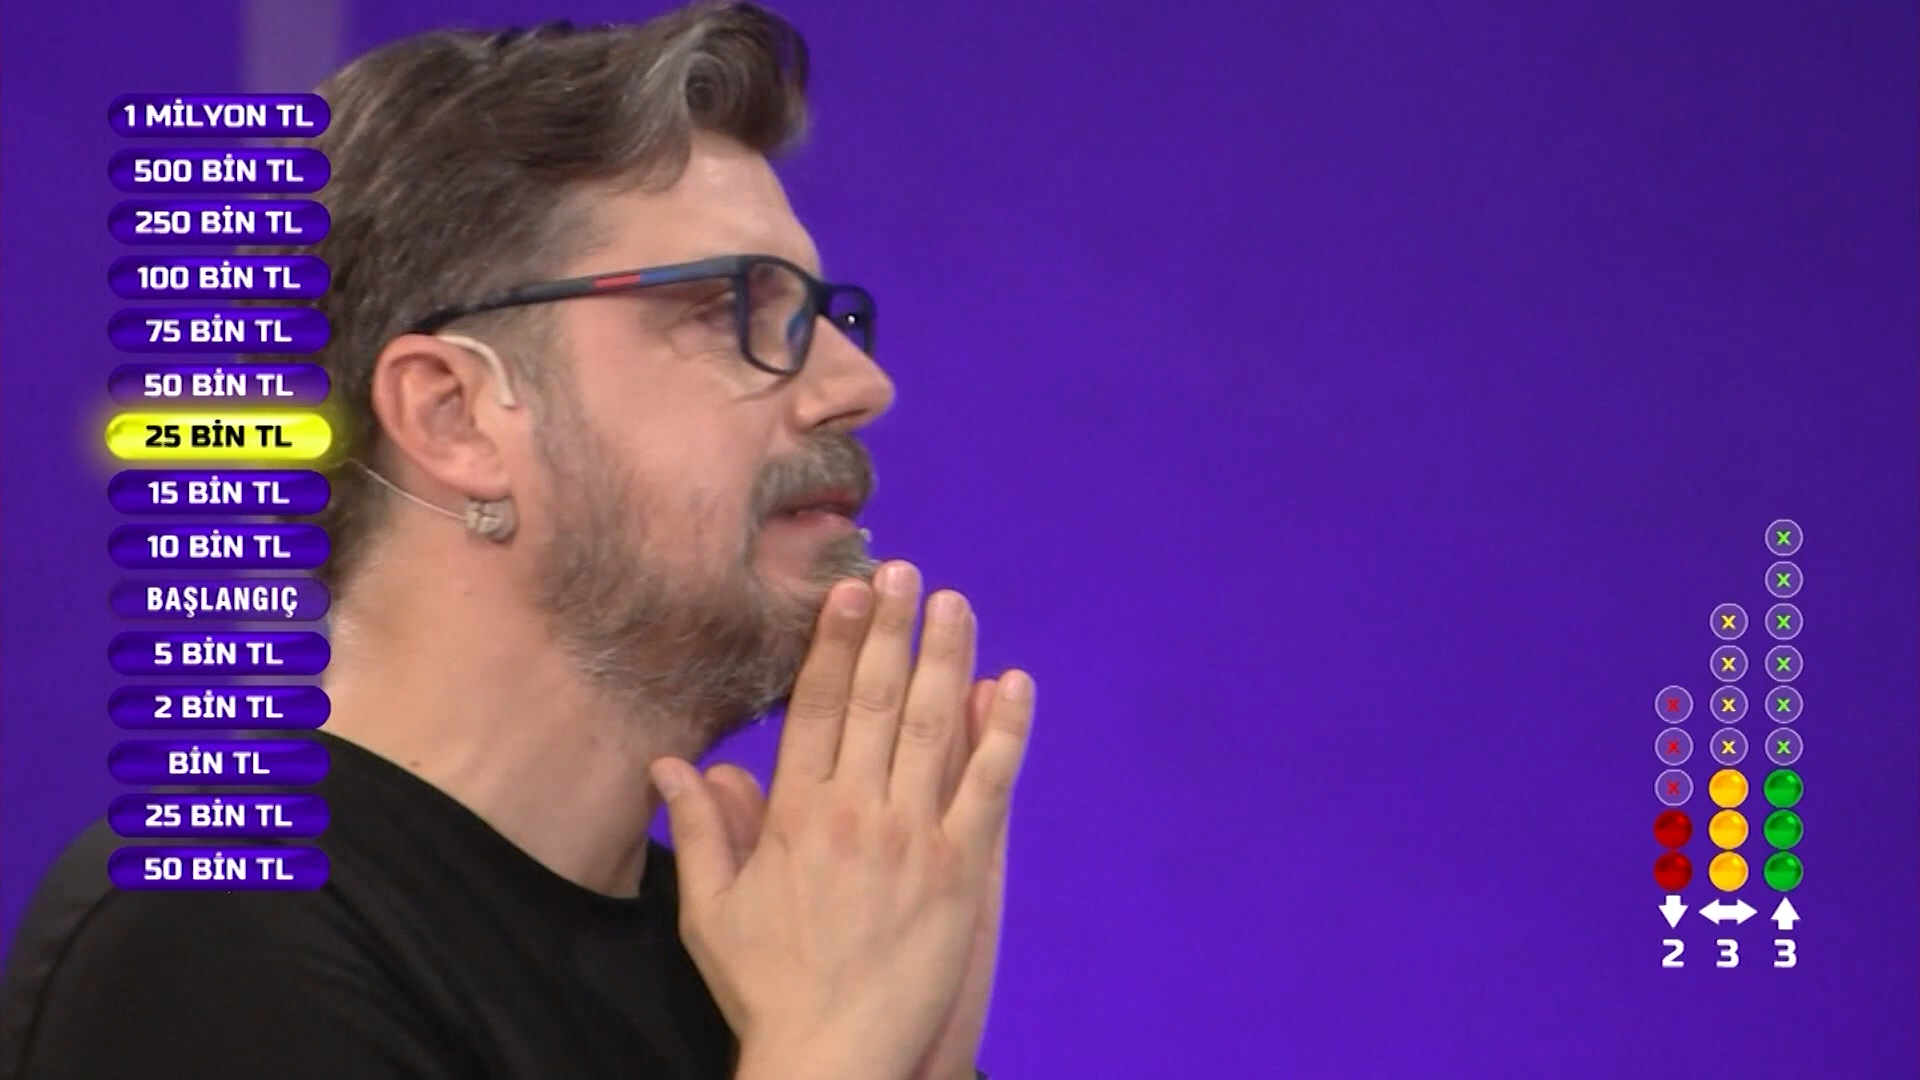 1 MİLYON TL
500 BİN TL
250 BİN TL
100 BİN TL
75 BİN TL
50 BİN TL
25 BİN TL
15 BİN TL
10 BİN TL
BAŞLANGIÇ
5 BİN TL
2 BİN TL
BİN TL
25 BİN TL
50 BİN TL
2 3 3